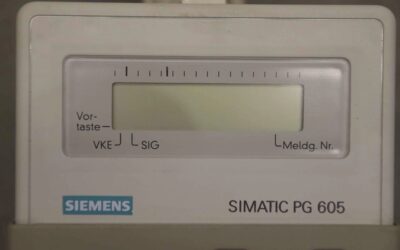 Vor-
taste
VKE SIG Meldg. Nr.
SIEMENS SIMATIC PG 605